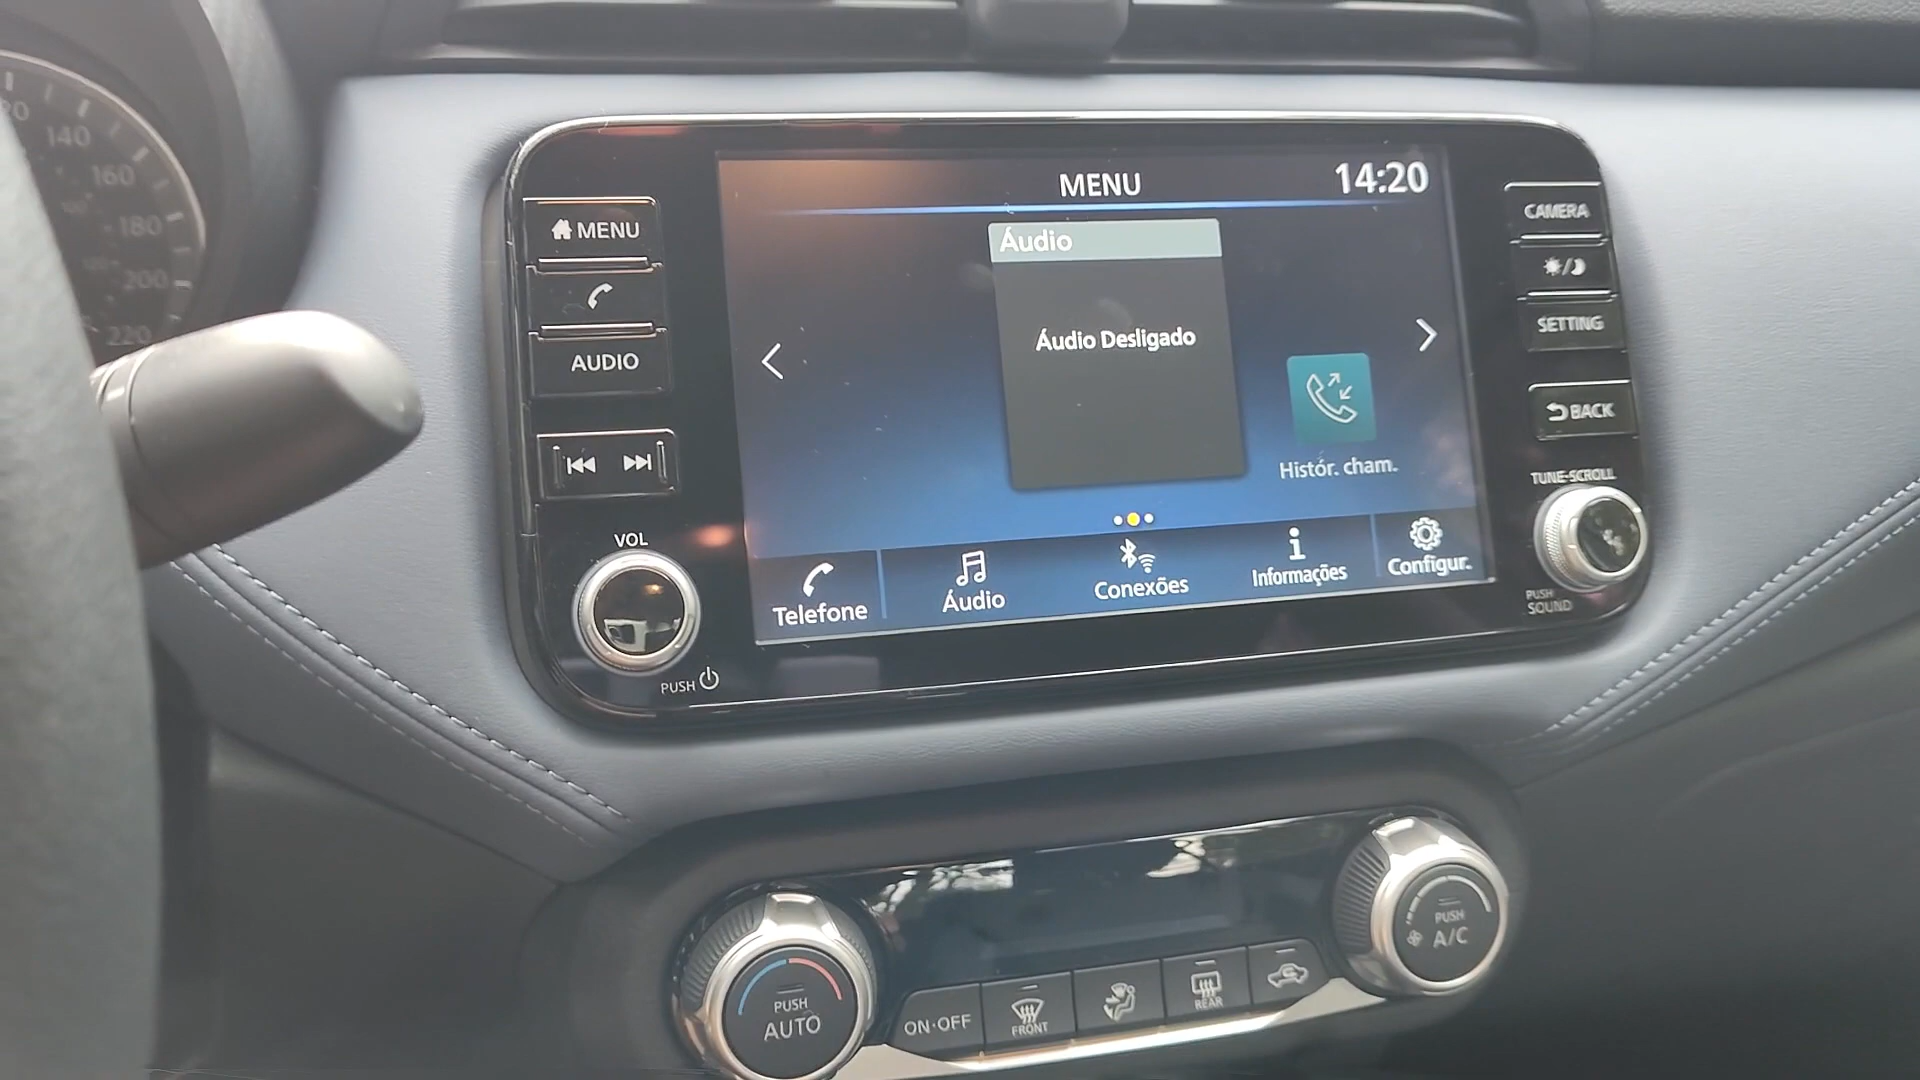 140
160
180
200
220
MENU
14:20
MENU
AUDIO
VOL
PUSH
Áudio
Áudio Desligado
Histór. cham.
Telefone
Áudio
Conexões
Informações
Configur.
CAMERA
SETTING
BACK
TUNE·SCROLL
PUSH
SOUND
PUSH
AUTO
ON·OFF
FRONT
REAR
PUSH
A/C